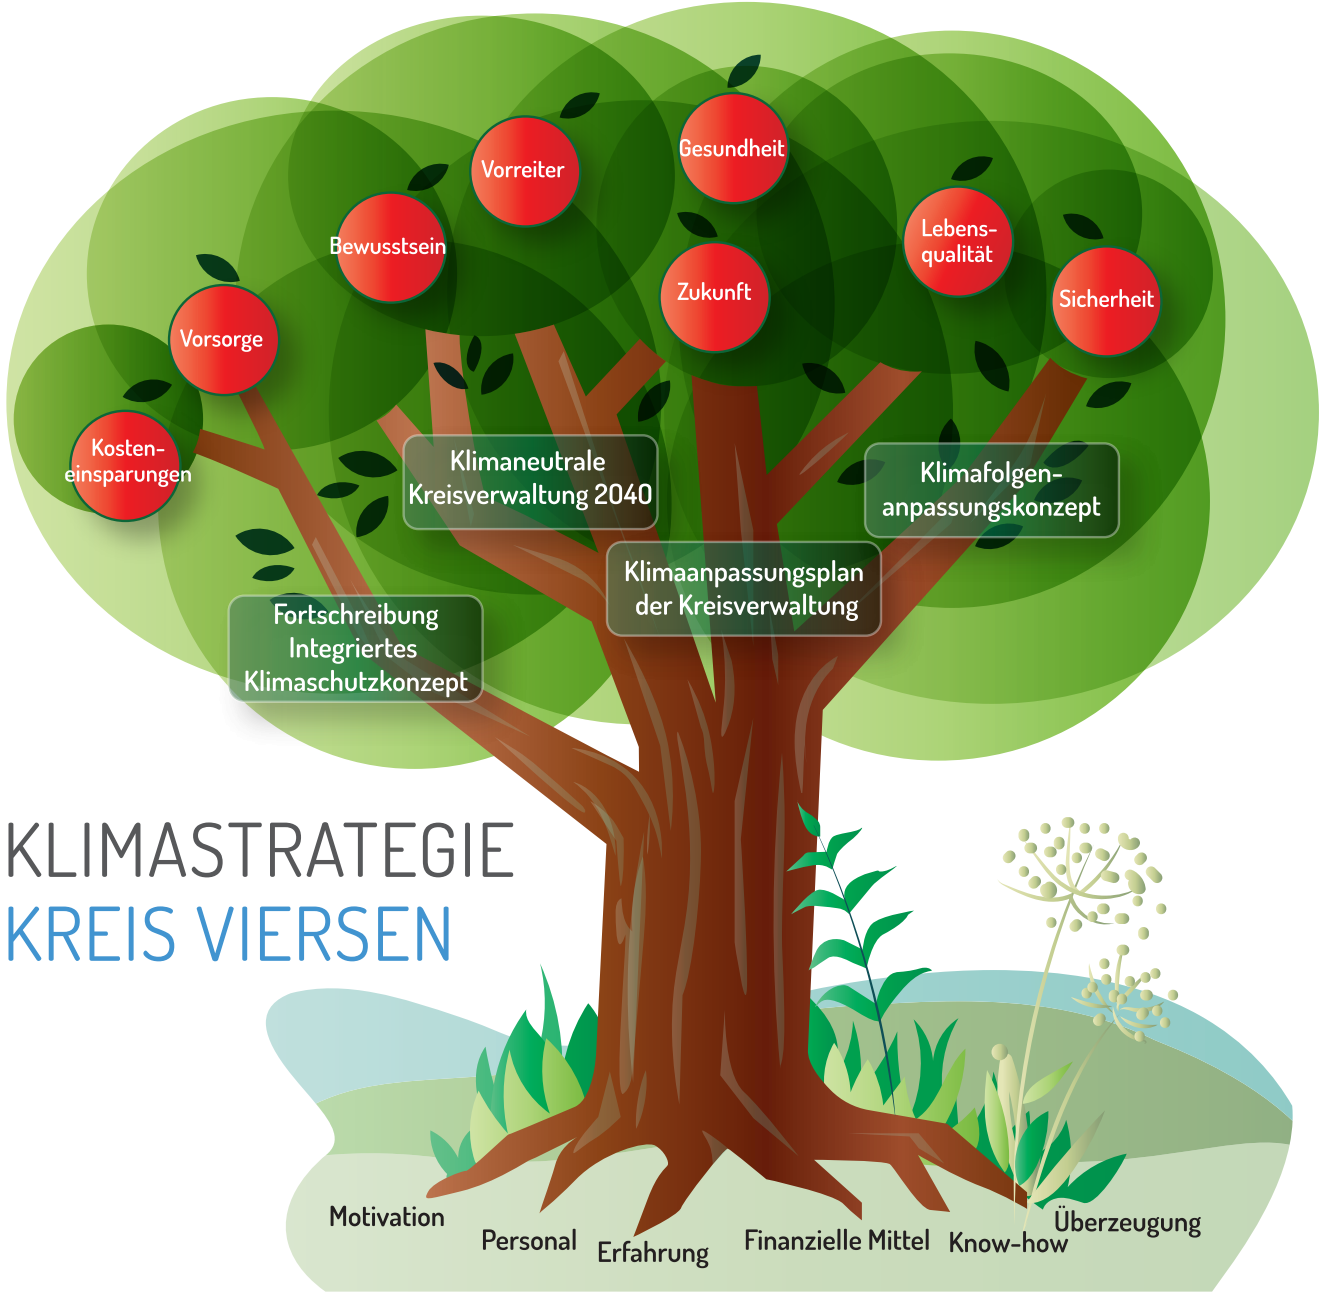 Gesundheit
Vorreiter
Bewusstsein
Lebens-
qualität
Zukunft
Sicherheit
Vorsorge
Kosten-
einsparungen
Klimaneutrale
Kreisverwaltung 2040
Klimafolgen-
anpassungskonzept
Klimaanpassungsplan
der Kreisverwaltung
Fortschreibung
Integriertes
Klimaschutzkonzept
KLIMASTRATEGIE
KREIS VIERSEN
Motivation
Personal
Erfahrung
Finanzielle Mittel
Know-how
Überzeugung